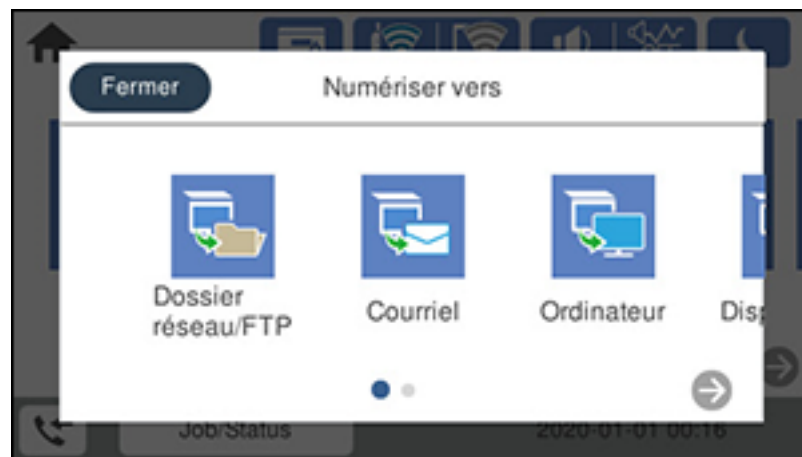 Fermer
Numériser vers
Dossier
réseau/FTP
Courriel
Ordinateur
Job/Status
2020-01-01 00:16